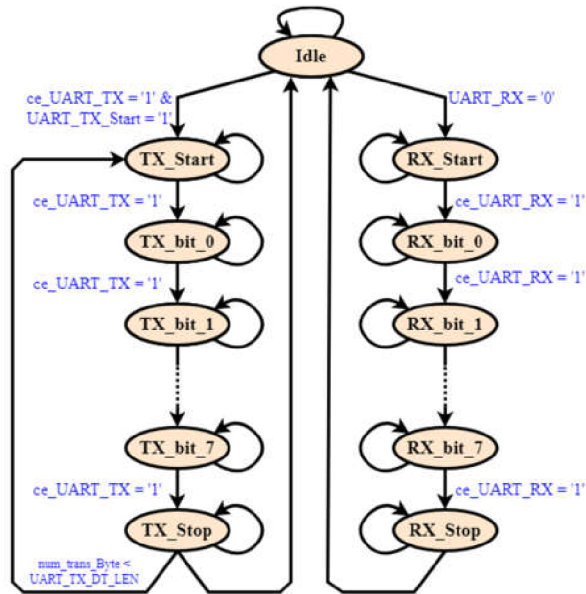 Idle
ce_UART_TX = '1' &
UART_TX_Start = '1'
UART_RX = '0'
TX_Start
RX_Start
ce_UART_TX = '1'
ce_UART_RX = '1'
TX_bit_0
RX_bit_0
ce_UART_TX = '1'
ce_UART_RX = '1'
TX_bit_1
RX_bit_1
TX_bit_7
RX_bit_7
ce_UART_TX = '1'
ce_UART_RX = '1'
TX_Stop
RX_Stop
num_trans_Byte <
UART_TX_DT_LEN